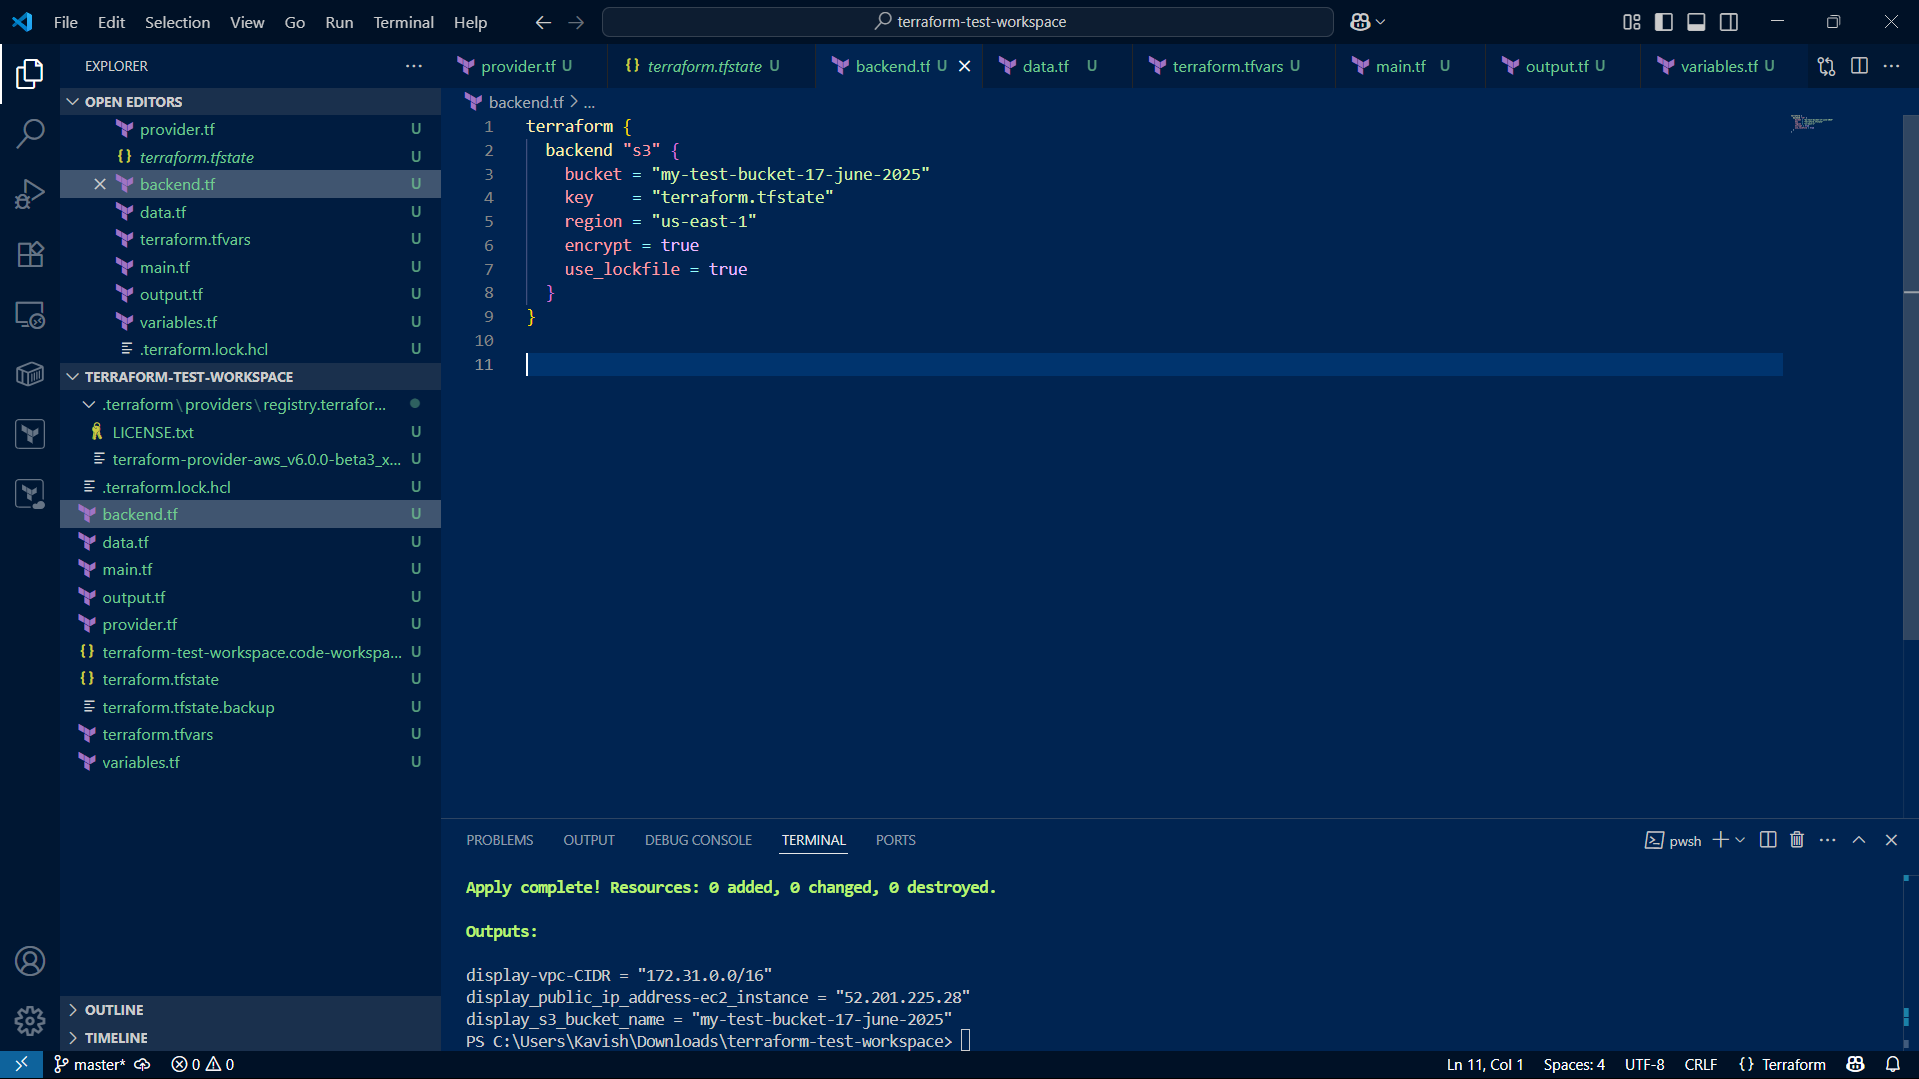 File Edit Selection View Go Run Terminal Help
terraform-test-workspace
EXPLORER
OPEN EDITORS
provider.tf U
{} terraform.tfstate U
backend.tf U
data.tf U
terraform.tfvars U
main.tf U
output.tf U
variables.tf U
.terraform.lock.hcl U
TERRAFORM-TEST-WORKSPACE
.terraform\providers\registry.terrafor...
LICENSE.txt U
terraform-provider-aws_v6.0.0-beta3_x... U
.terraform.lock.hcl U
backend.tf U
data.tf U
main.tf U
output.tf U
provider.tf U
{} terraform-test-workspace.code-workspa... U
{} terraform.tfstate U
terraform.tfstate.backup U
terraform.tfvars U
variables.tf U
OUTLINE
TIMELINE
provider.tf U {} terraform.tfstate U backend.tf U data.tf U terraform.tfvars U main.tf U output.tf U variables.tf U
backend.tf > ...
1 terraform {
2 backend "s3" {
3 bucket = "my-test-bucket-17-june-2025"
4 key = "terraform.tfstate"
5 region = "us-east-1"
6 encrypt = true
7 use_lockfile = true
8 }
9 }
10
11
PROBLEMS OUTPUT DEBUG CONSOLE TERMINAL PORTS
pwsh
Apply complete! Resources: 0 added, 0 changed, 0 destroyed.
Outputs:
display-vpc-CIDR = "172.31.0.0/16"
display_public_ip_address-ec2_instance = "52.201.225.28"
display_s3_bucket_name = "my-test-bucket-17-june-2025"
PS C:\Users\Kavish\Downloads\terraform-test-workspace>
master* 0 0 Ln 11, Col 1 Spaces: 4 UTF-8 CRLF {} Terraform